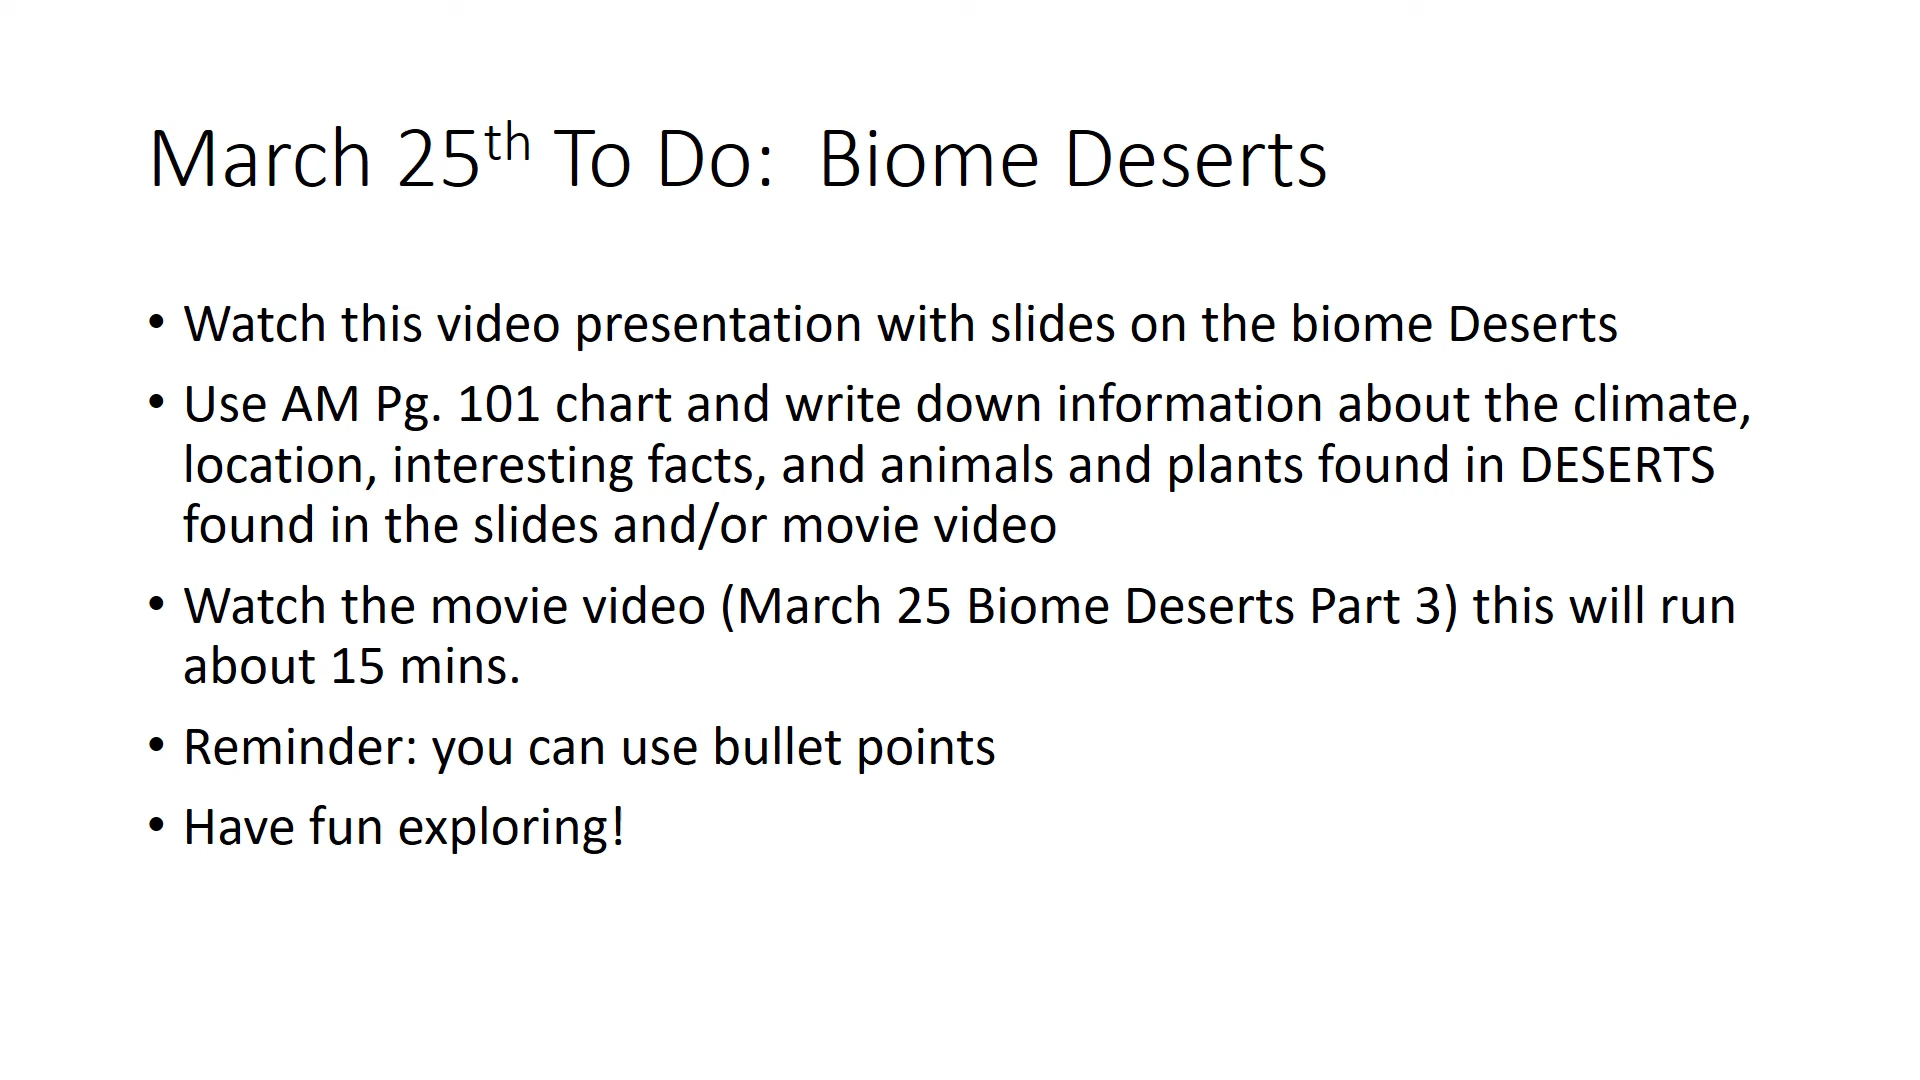 March 25th To Do:  Biome Deserts
• Watch this video presentation with slides on the biome Deserts
• Use AM Pg. 101 chart and write down information about the climate,
location, interesting facts, and animals and plants found in DESERTS
found in the slides and/or movie video
• Watch the movie video (March 25 Biome Deserts Part 3) this will run
about 15 mins.
• Reminder: you can use bullet points
• Have fun exploring!